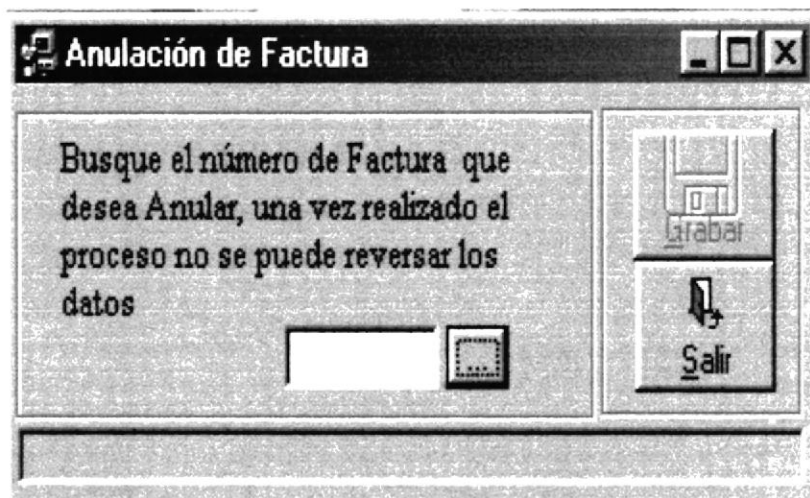 Anulación de Factura
Busque el número de Factura que
desea Anular, una vez realizado el
proceso no se puede reversar los
datos
...
Grabar
Salir